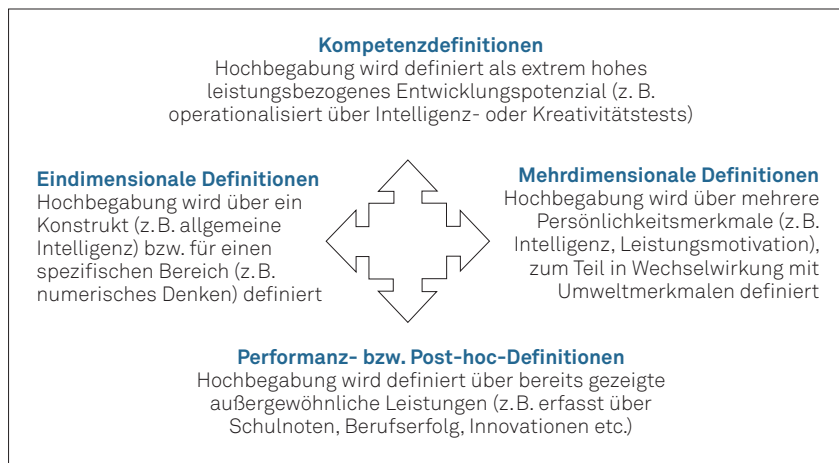 Kompetenzdefinitionen
Hochbegabung wird definiert als extrem hohes
leistungsbezogenes Entwicklungspotenzial (z. B.
operationalisiert über Intelligenz- oder Kreativitätstests)
Eindimensionale Definitionen
Hochbegabung wird über ein
Konstrukt (z. B. allgemeine
Intelligenz) bzw. für einen
spezifischen Bereich (z. B.
numerisches Denken) definiert
Mehrdimensionale Definitionen
Hochbegabung wird über mehrere
Persönlichkeitsmerkmale (z. B.
Intelligenz, Leistungsmotivation),
zum Teil in Wechselwirkung mit
Umweltmerkmalen definiert
Performanz- bzw. Post-hoc-Definitionen
Hochbegabung wird definiert über bereits gezeigte
außergewöhnliche Leistungen (z. B. erfasst über
Schulnoten, Berufserfolg, Innovationen etc.)